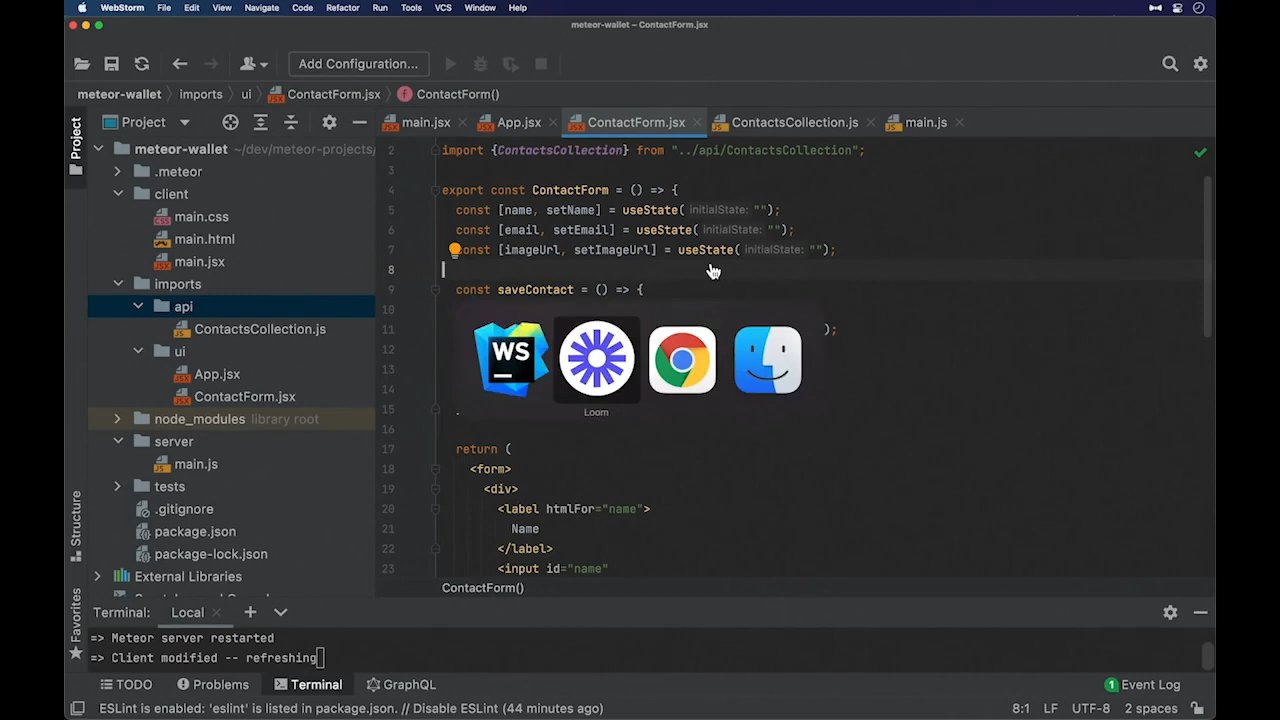 WebStorm File Edit View Navigate Code Refactor Run Tools VCS Window Help
meteor-wallet – ContactForm.jsx
Add Configuration...
meteor-wallet imports ui ContactForm.jsx ContactForm()
Project main.jsx App.jsx ContactForm.jsx ContactsCollection.js main.js
Project
Structure
Favorites
meteor-wallet ~/dev/meteor-projects/
.meteor
client
main.css
main.html
main.jsx
imports
api
ContactsCollection.js
ui
App.jsx
ContactForm.jsx
node_modules library root
server
main.js
tests
.gitignore
package.json
package-lock.json
External Libraries
2 import {ContactsCollection} from "../api/ContactsCollection";
3
4 export const ContactForm = () => {
5 const [name, setName] = useState( initialState: "");
6 const [email, setEmail] = useState( initialState: "");
7 const [imageUrl, setImageUrl] = useState( initialState: "");
8
9 const saveContact = () => {
10
11 );
12
13
14
15
16
17 return (
18 <form>
19 <div>
20 <label htmlFor="name">
21 Name
22 </label>
23 <input id="name"
WS
Loom
ContactForm()
Terminal: Local
=> Meteor server restarted
=> Client modified -- refreshing
TODO Problems Terminal GraphQL 1 Event Log
ESLint is enabled: 'eslint' is listed in package.json. // Disable ESLint (44 minutes ago) 8:1 LF UTF-8 2 spaces